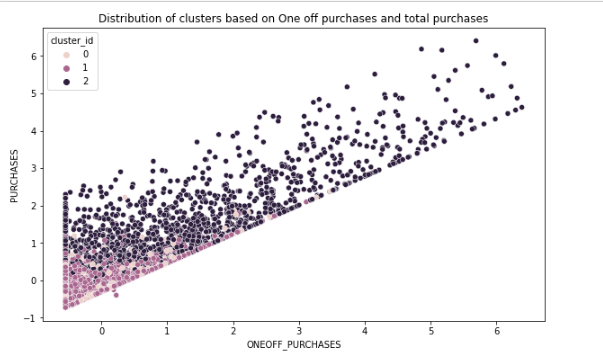 Distribution of clusters based on One off purchases and total purchases
cluster_id
0
1
2
6
5
4
3
2
1
0
−1
PURCHASES
0 1 2 3 4 5 6
ONEOFF_PURCHASES